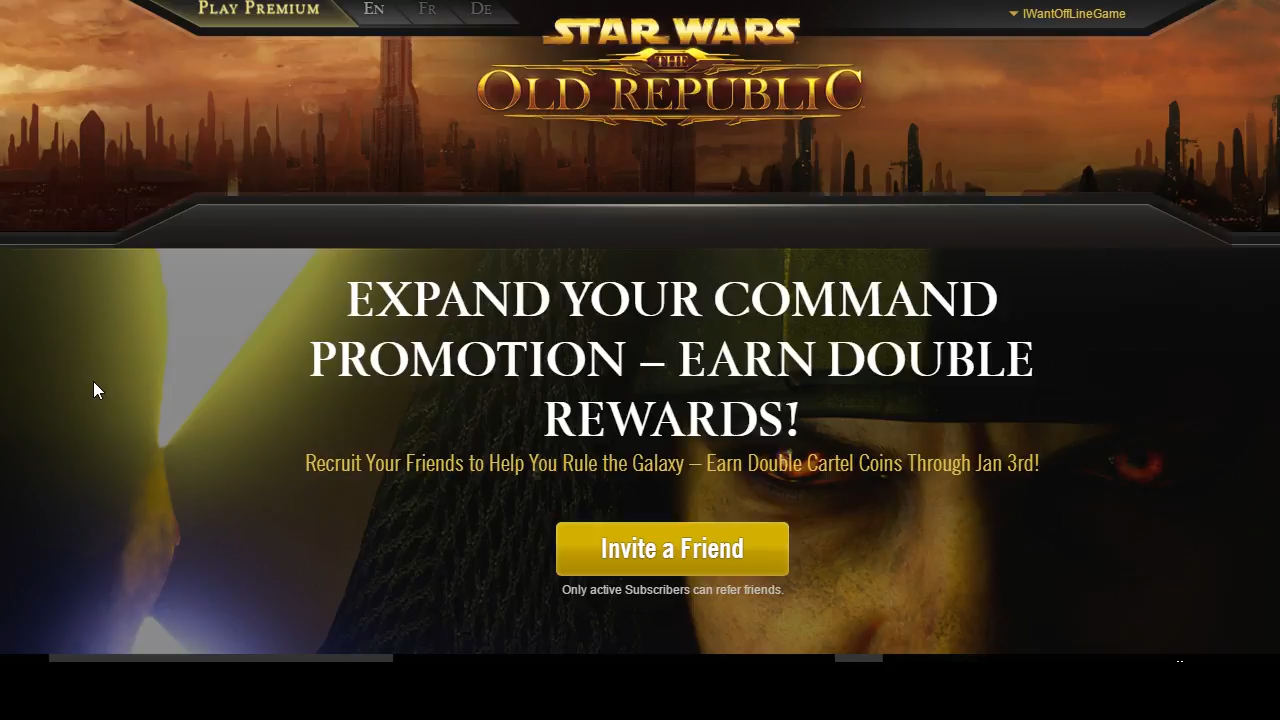 Play Premium
En
Fr
De
IWantOffLineGame
STAR WARS
THE
OLD REPUBLIC
EXPAND YOUR COMMAND
PROMOTION – EARN DOUBLE
REWARDS!
Recruit Your Friends to Help You Rule the Galaxy – Earn Double Cartel Coins Through Jan 3rd!
Invite a Friend
Only active Subscribers can refer friends.